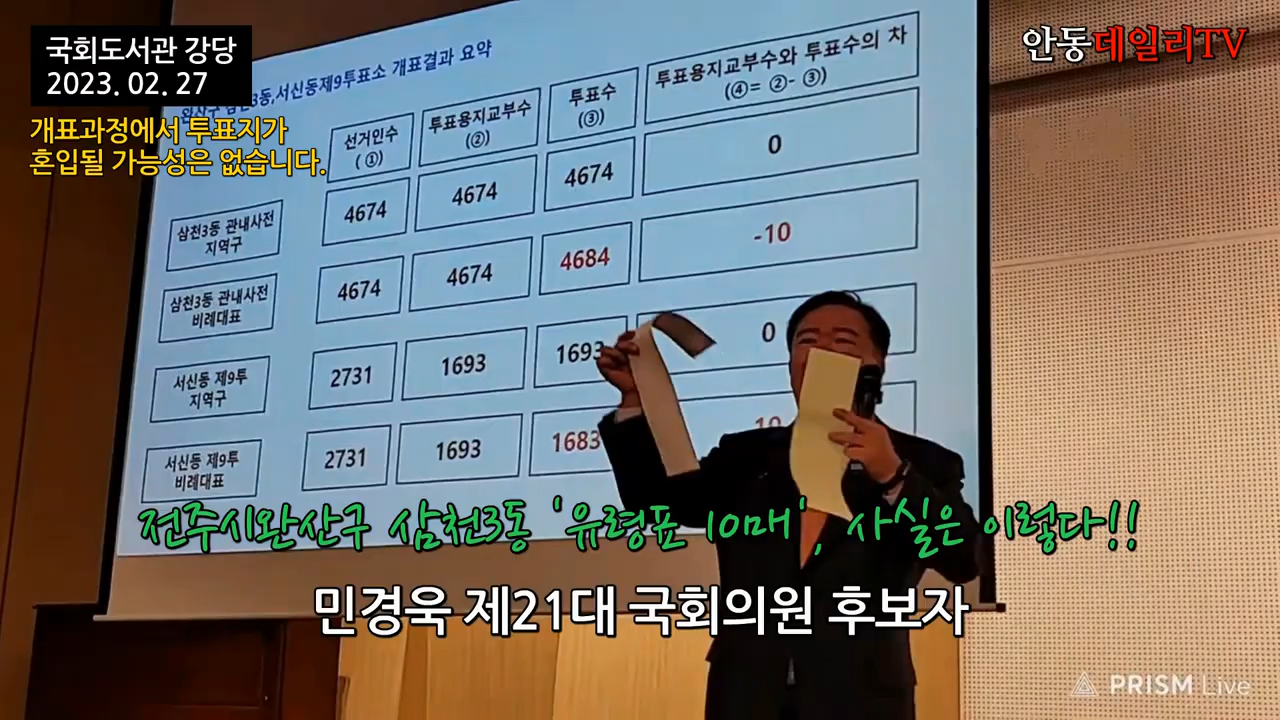 국회도서관 강당
2023. 02. 27
안동데일리TV
개표과정에서 투표지가
혼입될 가능성은 없습니다.
완산구 삼천3동,서신동제9투표소 개표결과 요약
선거인수
( ①)
투표용지교부수
(②)
투표수
(③)
투표용지교부수와 투표수의 차
(④= ②- ③)
삼천3동 관내사전
지역구
4674
4674
4674
0
삼천3동 관내사전
비례대표
4674
4674
4684
-10
서신동 제9투
지역구
2731
1693
1693
0
서신동 제9투
비례대표
2731
1693
1683
10
전주시완산구 삼천3동 '유령표 10매', 사실은 이렇다!!
민경욱 제21대 국회의원 후보자
PRISM Live